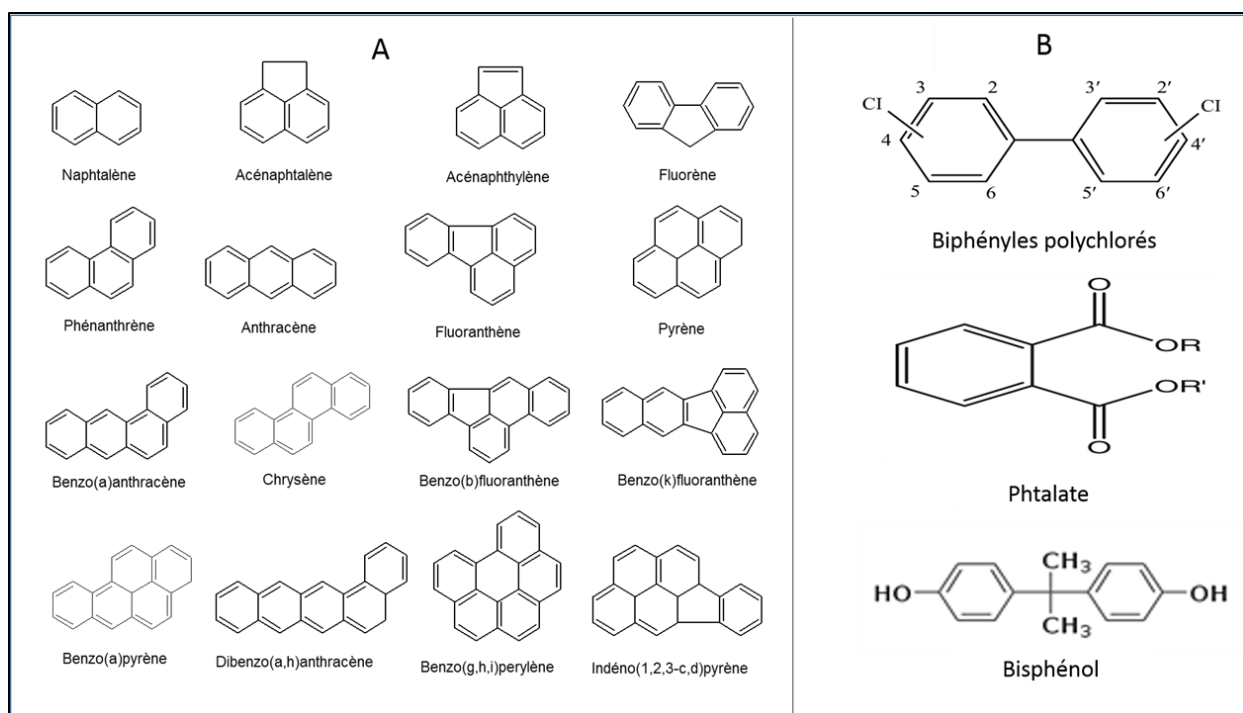 A
Naphtalène
Acénaphtalène
Acénaphthylène
Fluorène
Phénanthrène
Anthracène
Fluoranthène
Pyrène
Benzo(a)anthracène
Chrysène
Benzo(b)fluoranthène
Benzo(k)fluoranthène
Benzo(a)pyrène
Dibenzo(a,h)anthracène
Benzo(g,h,i)perylène
Indéno(1,2,3-c,d)pyrène
B
3 2 3' 2'
CI CI
4 4'
5 6 5' 6'
Biphényles polychlorés
O
OR
OR'
O
Phtalate
CH3
HO OH
CH3
Bisphénol